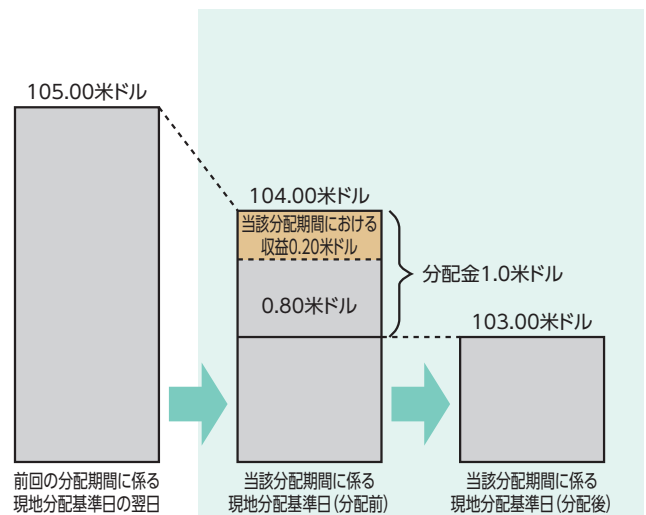 105.00米ドル
104.00米ドル
当該分配期間における
収益0.20米ドル
0.80米ドル
分配金1.0米ドル
103.00米ドル
前回の分配期間に係る
現地分配基準日の翌日
当該分配期間に係る
現地分配基準日(分配前)
当該分配期間に係る
現地分配基準日(分配後)